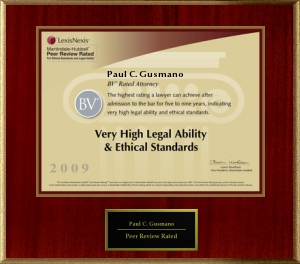 LexisNexis
Martindale-Hubbell
Peer Review Rated
For Ethical Standards and Legal Ability
Paul C. Gusmano
BV Rated Attorney
The highest rating a lawyer can achieve after
admission to the bar for five to nine years, indicating
very high legal ability and ethical standards.
BV
Very High Legal Ability
& Ethical Standards
2009
Paul C. Gusmano
Peer Review Rated